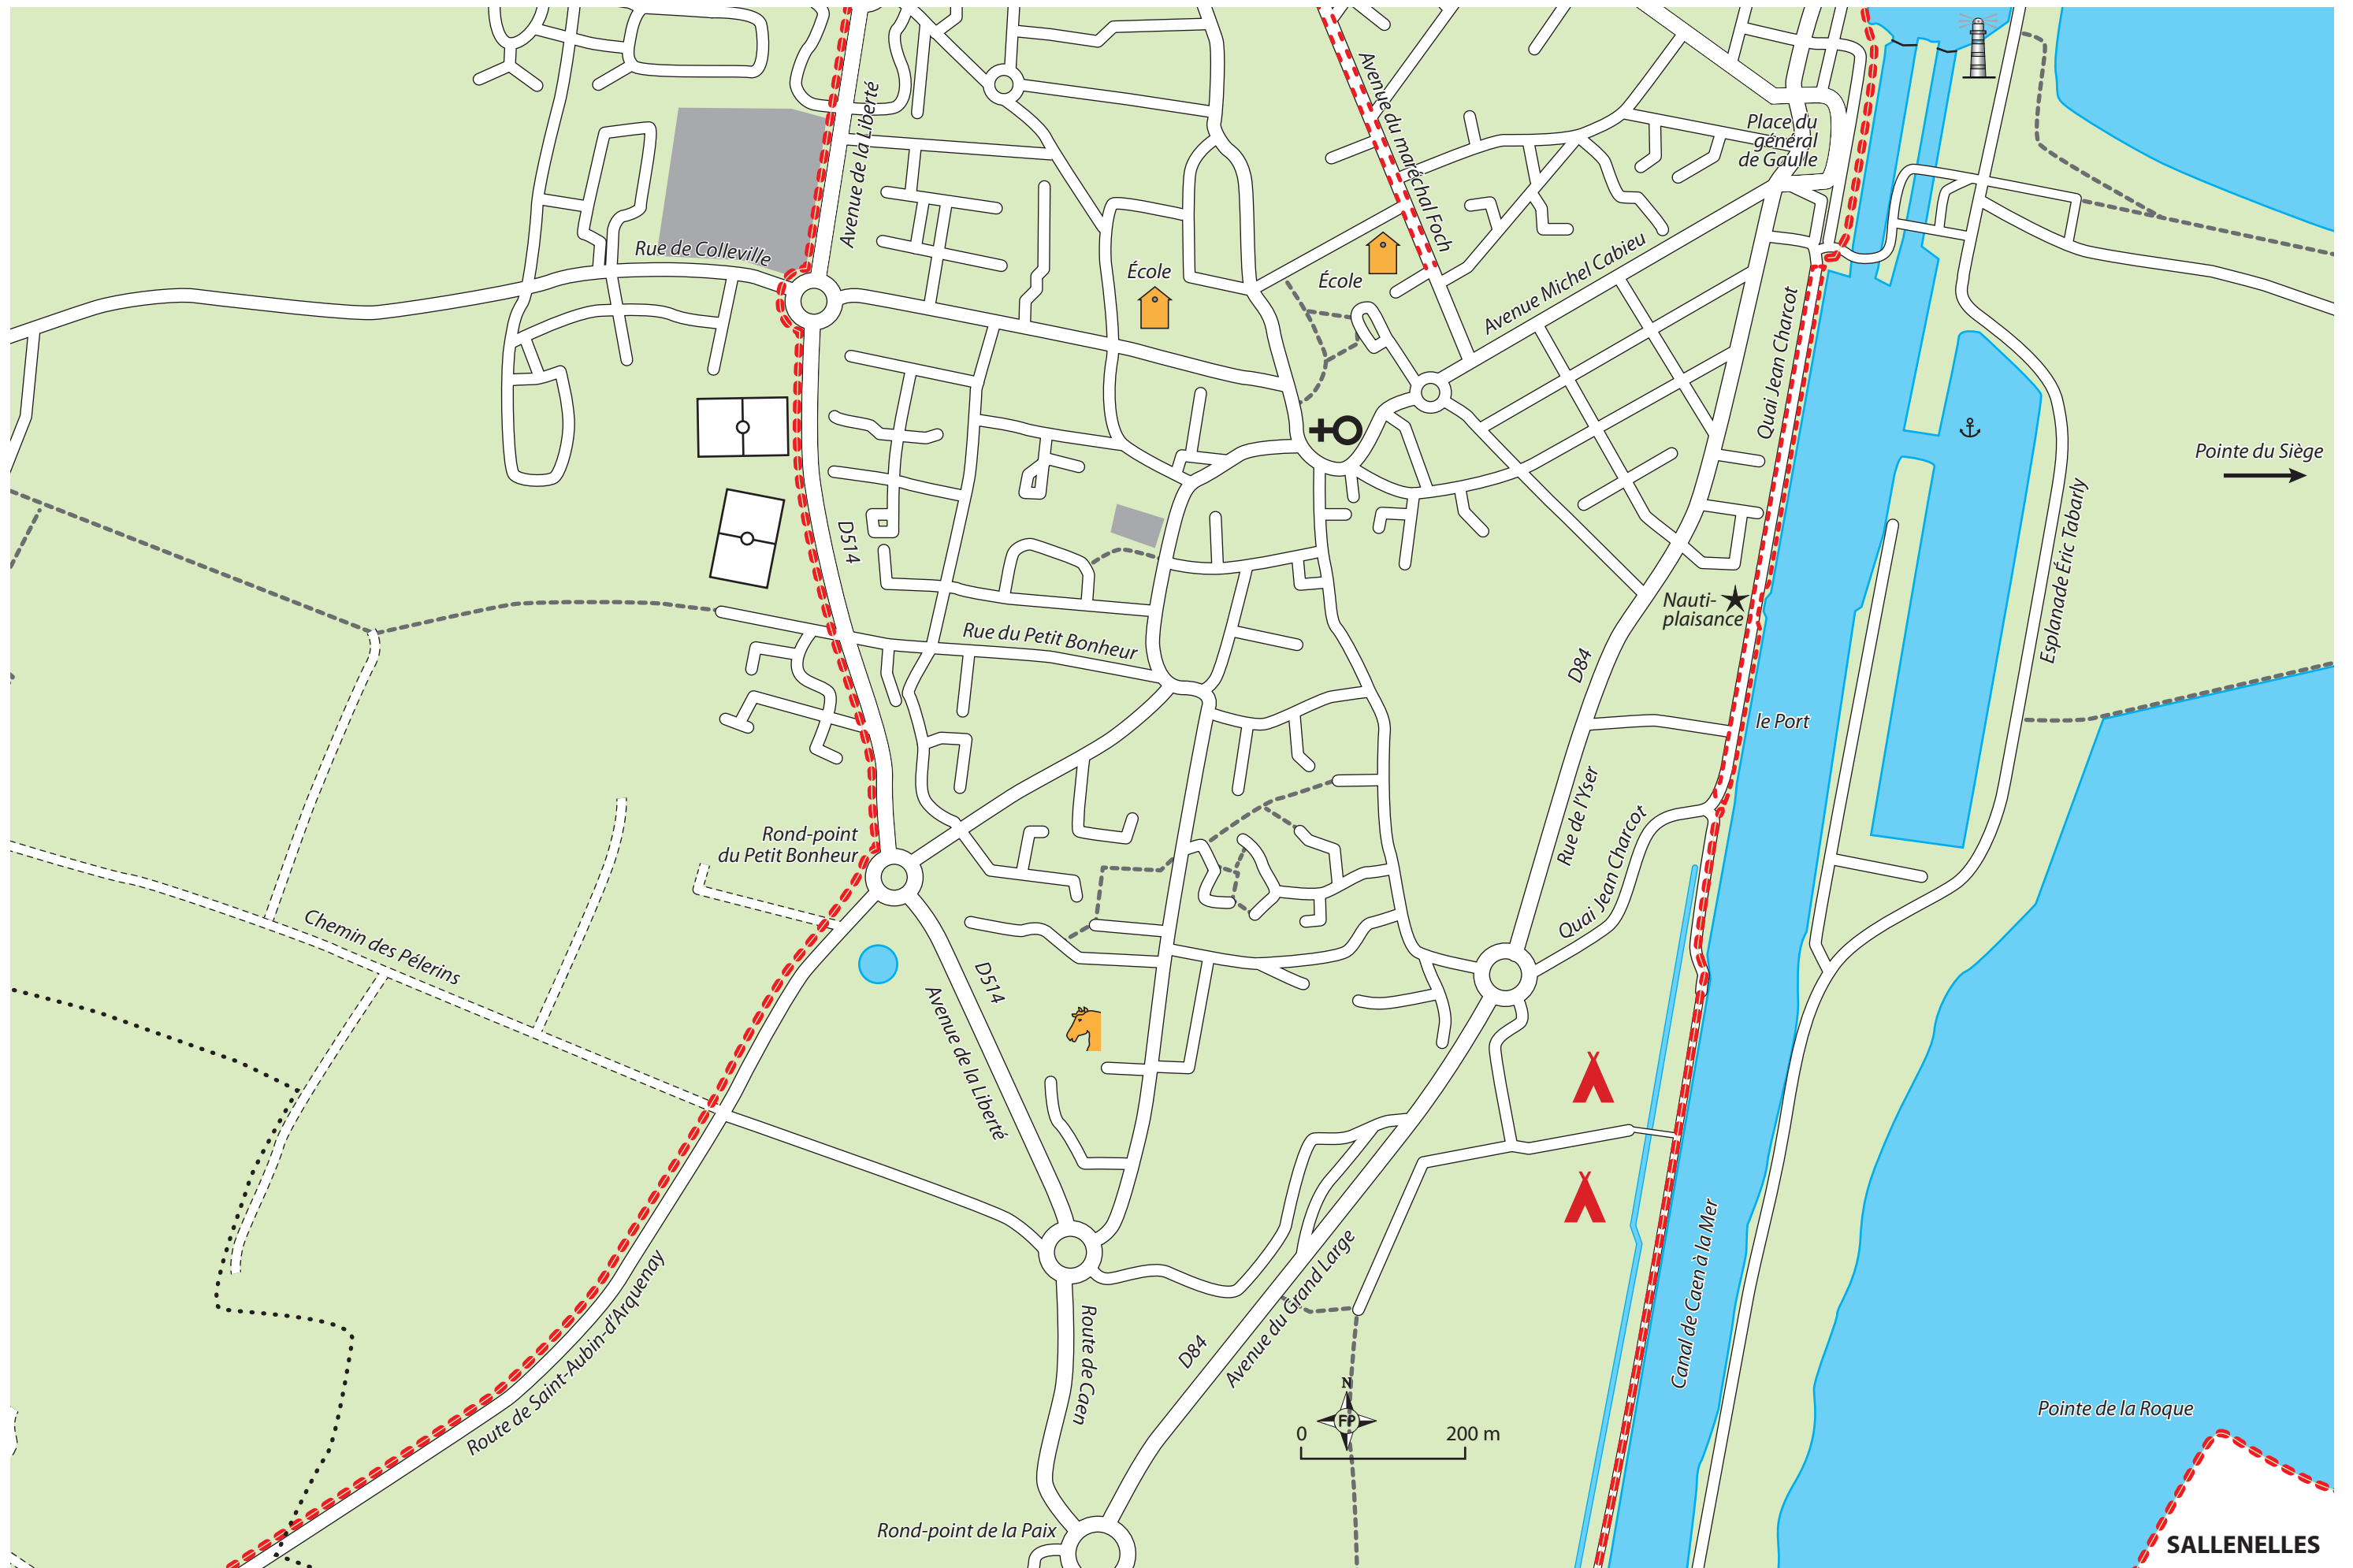 Avenue de la Liberté
Avenue du maréchal Foch
Place du
général
de Gaulle
Rue de Colleville
École
École
Avenue Michel Cabieu
Quai Jean Charcot
Pointe du Siège
D514
Esplanade Éric Tabarly
Nauti-
plaisance
Rue du Petit Bonheur
D84
le Port
Rond-point
du Petit Bonheur
Rue de l'Yser
Quai Jean Charcot
Chemin des Pélerins
D514
Avenue de la Liberté
Canal de Caen à la Mer
Route de Saint-Aubin-d'Arquenay
Route de Caen
D84
Avenue du Grand Large
N
FP
0 200 m
Pointe de la Roque
Rond-point de la Paix
SALLENELLES